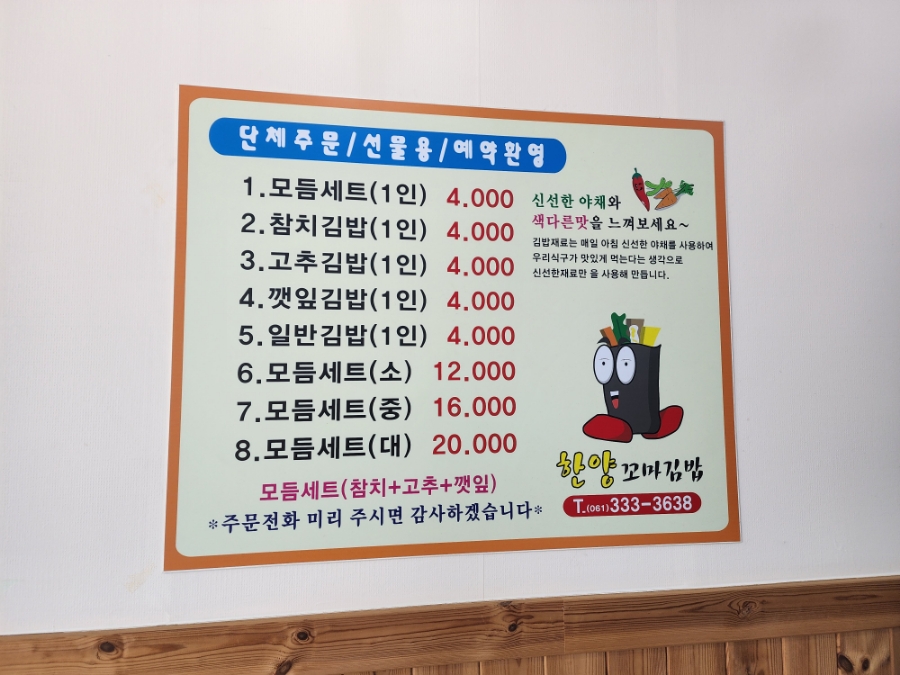 단체주문/선물용/예약환영
1.모듬세트(1인) 4.000
2.참치김밥(1인) 4.000
3.고추김밥(1인) 4.000
4.깻잎김밥(1인) 4.000
5.일반김밥(1인) 4.000
6.모듬세트(소) 12.000
7.모듬세트(중) 16.000
8.모듬세트(대) 20.000
모듬세트(참치+고추+깻잎)
*주문전화 미리 주시면 감사하겠습니다*
신선한 야채와
색다른맛을 느껴보세요~
김밥재료는 매일 아침 신선한 야채를 사용하여
우리식구가 맛있게 먹는다는 생각으로
신선한재료만 을 사용해 만듭니다.
한양 꼬마김밥
T.(061)333-3638